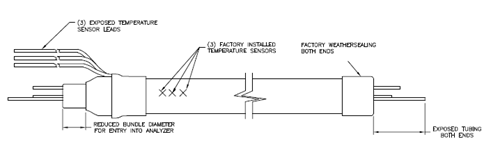 (3) EXPOSED TEMPERATURE
SENSOR LEADS
(3) FACTORY INSTALLED
TEMPERATURE SENSORS
FACTORY WEATHERSEALING
BOTH ENDS
REDUCED BUNDLE DIAMETER
FOR ENTRY INTO ANALYZER
EXPOSED TUBING
BOTH ENDS